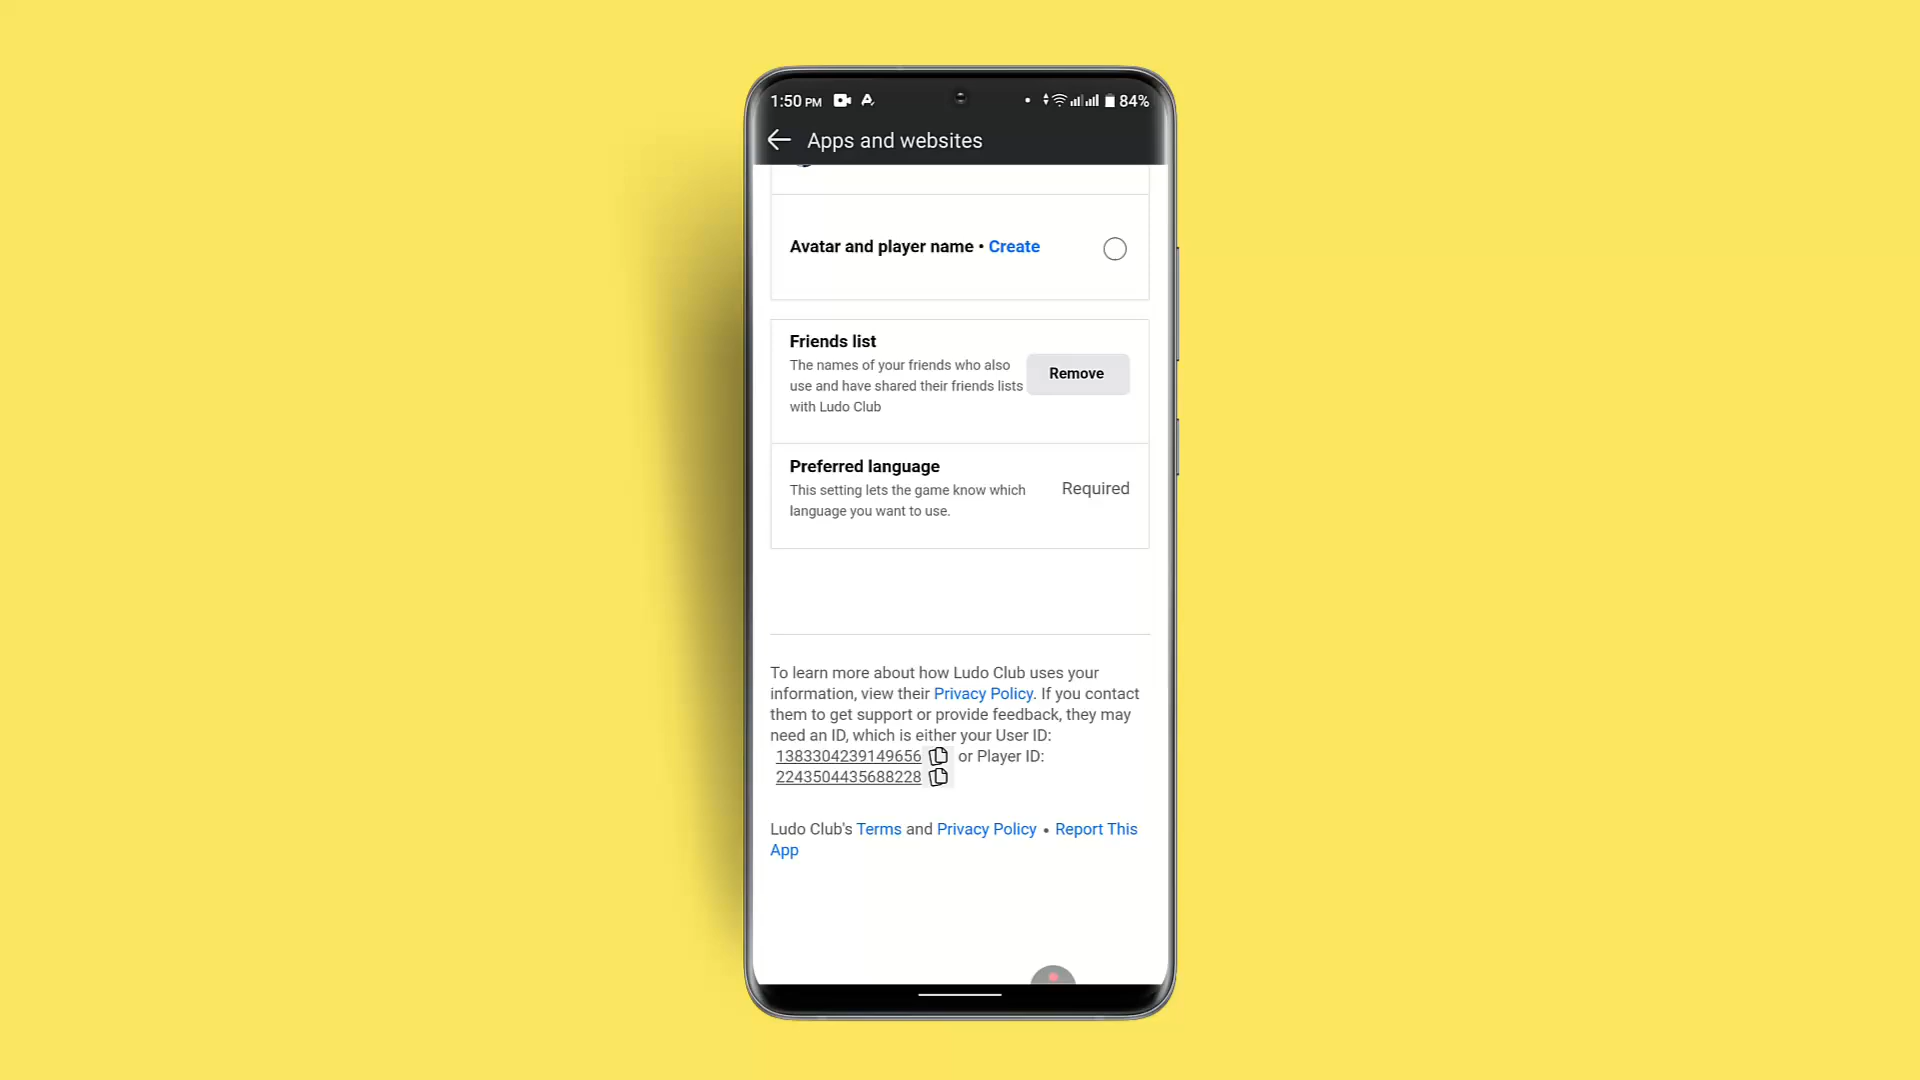 1:50 PM 84%
Apps and websites
Avatar and player name • Create
Friends list
The names of your friends who also
use and have shared their friends lists
with Ludo Club
Remove
Preferred language
This setting lets the game know which
language you want to use.
Required
To learn more about how Ludo Club uses your
information, view their Privacy Policy. If you contact
them to get support or provide feedback, they may
need an ID, which is either your User ID:
1383304239149656 or Player ID:
2243504435688228
Ludo Club's Terms and Privacy Policy • Report This
App